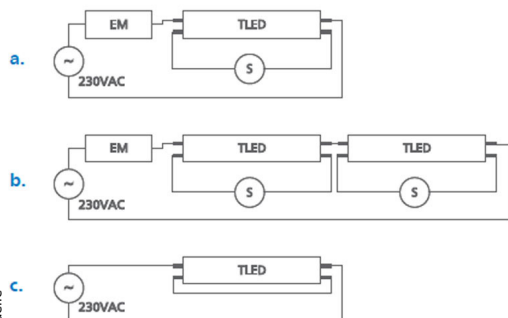 EM TLED
a.
~ S
230VAC
EM TLED TLED
b.
~ S S
230VAC
TLED
c.
~
230VAC